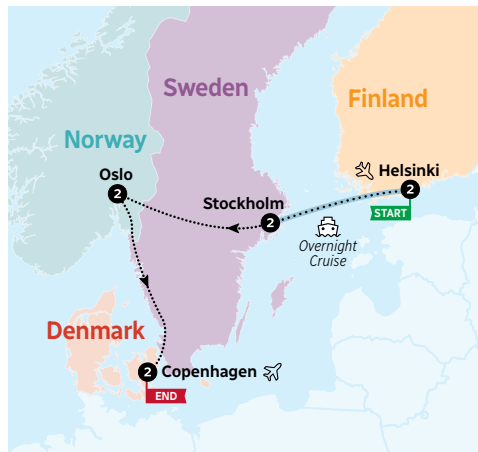 Sweden
Finland
Norway
Helsinki
Oslo
2
2
START
Stockholm
2
Overnight
Cruise
Denmark
2
Copenhagen
END